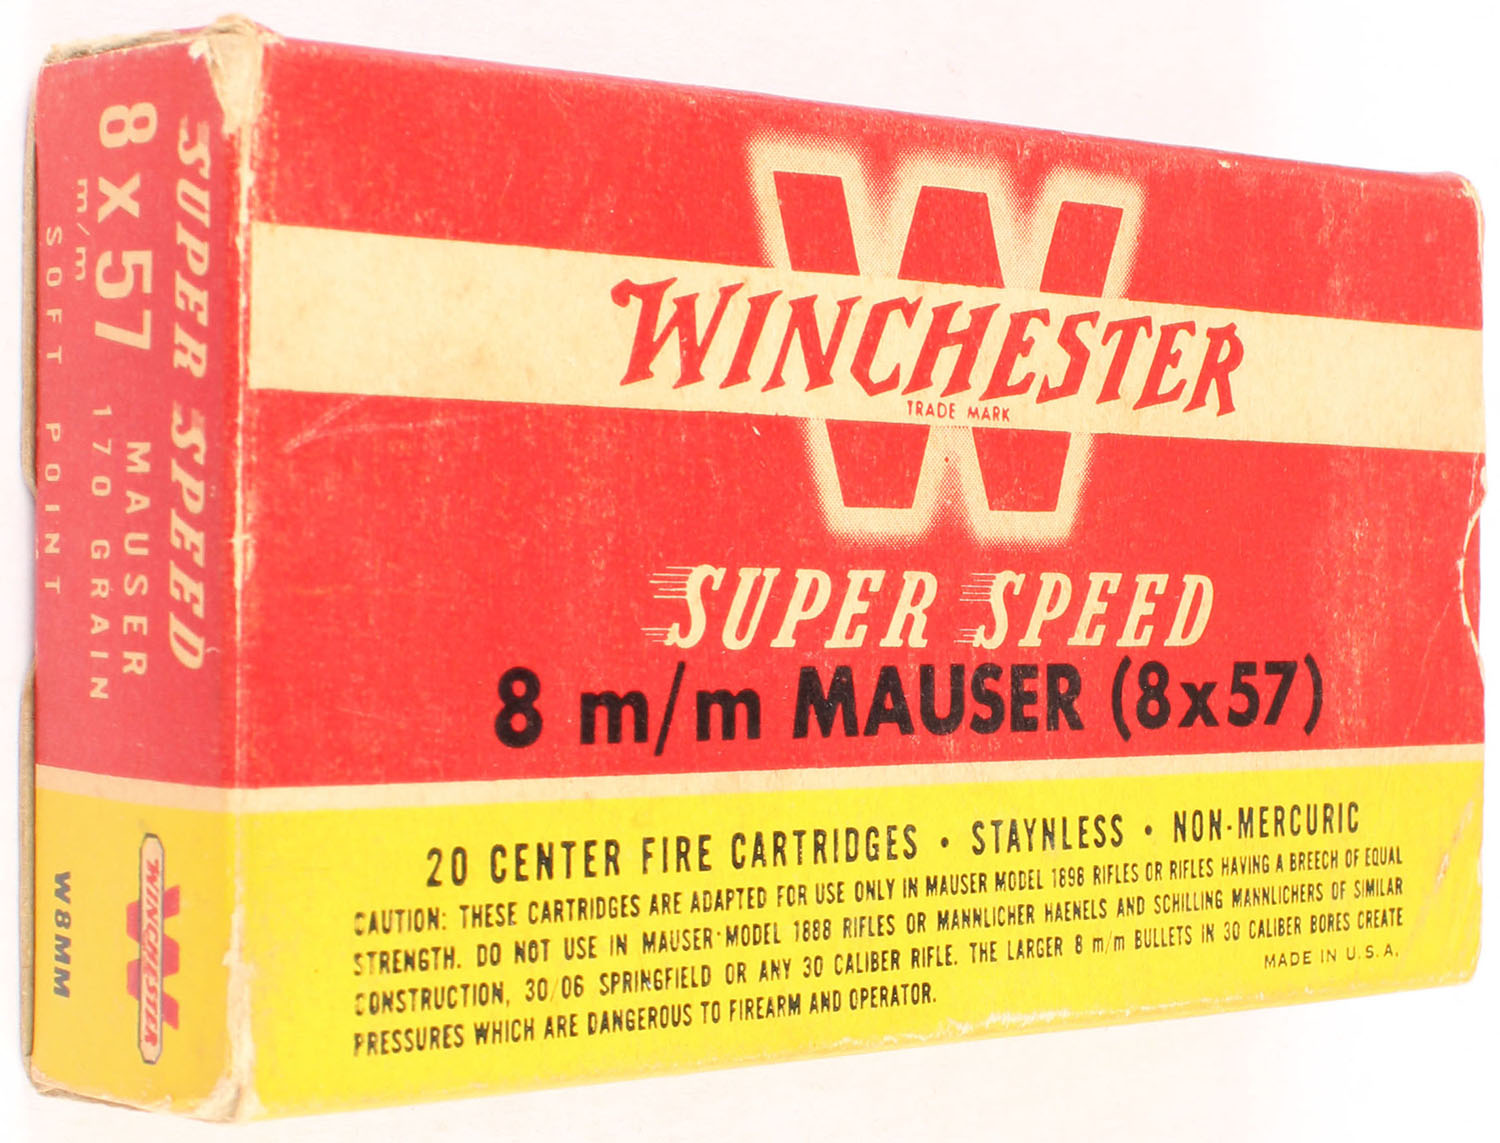 WINCHESTER
TRADE MARK
SUPER SPEED
8 m/m MAUSER (8x57)
20 CENTER FIRE CARTRIDGES • STAYNLESS • NON-MERCURIC
CAUTION: THESE CARTRIDGES ARE ADAPTED FOR USE ONLY IN MAUSER MODEL 1898 RIFLES OR RIFLES HAVING A BREECH OF EQUAL
STRENGTH. DO NOT USE IN MAUSER-MODEL 1888 RIFLES OR MANNLICHER HAENELS AND SCHILLING MANNLICHERS OF SIMILAR
CONSTRUCTION, 30/06 SPRINGFIELD OR ANY 30 CALIBER RIFLE. THE LARGER 8 m/m BULLETS IN 30 CALIBER BORES CREATE
PRESSURES WHICH ARE DANGEROUS TO FIREARM AND OPERATOR.
MADE IN U.S.A.
SUPER SPEED
8 x 57 MAUSER
m/m 170 GRAIN
SOFT POINT
WINCHESTER
W8MM